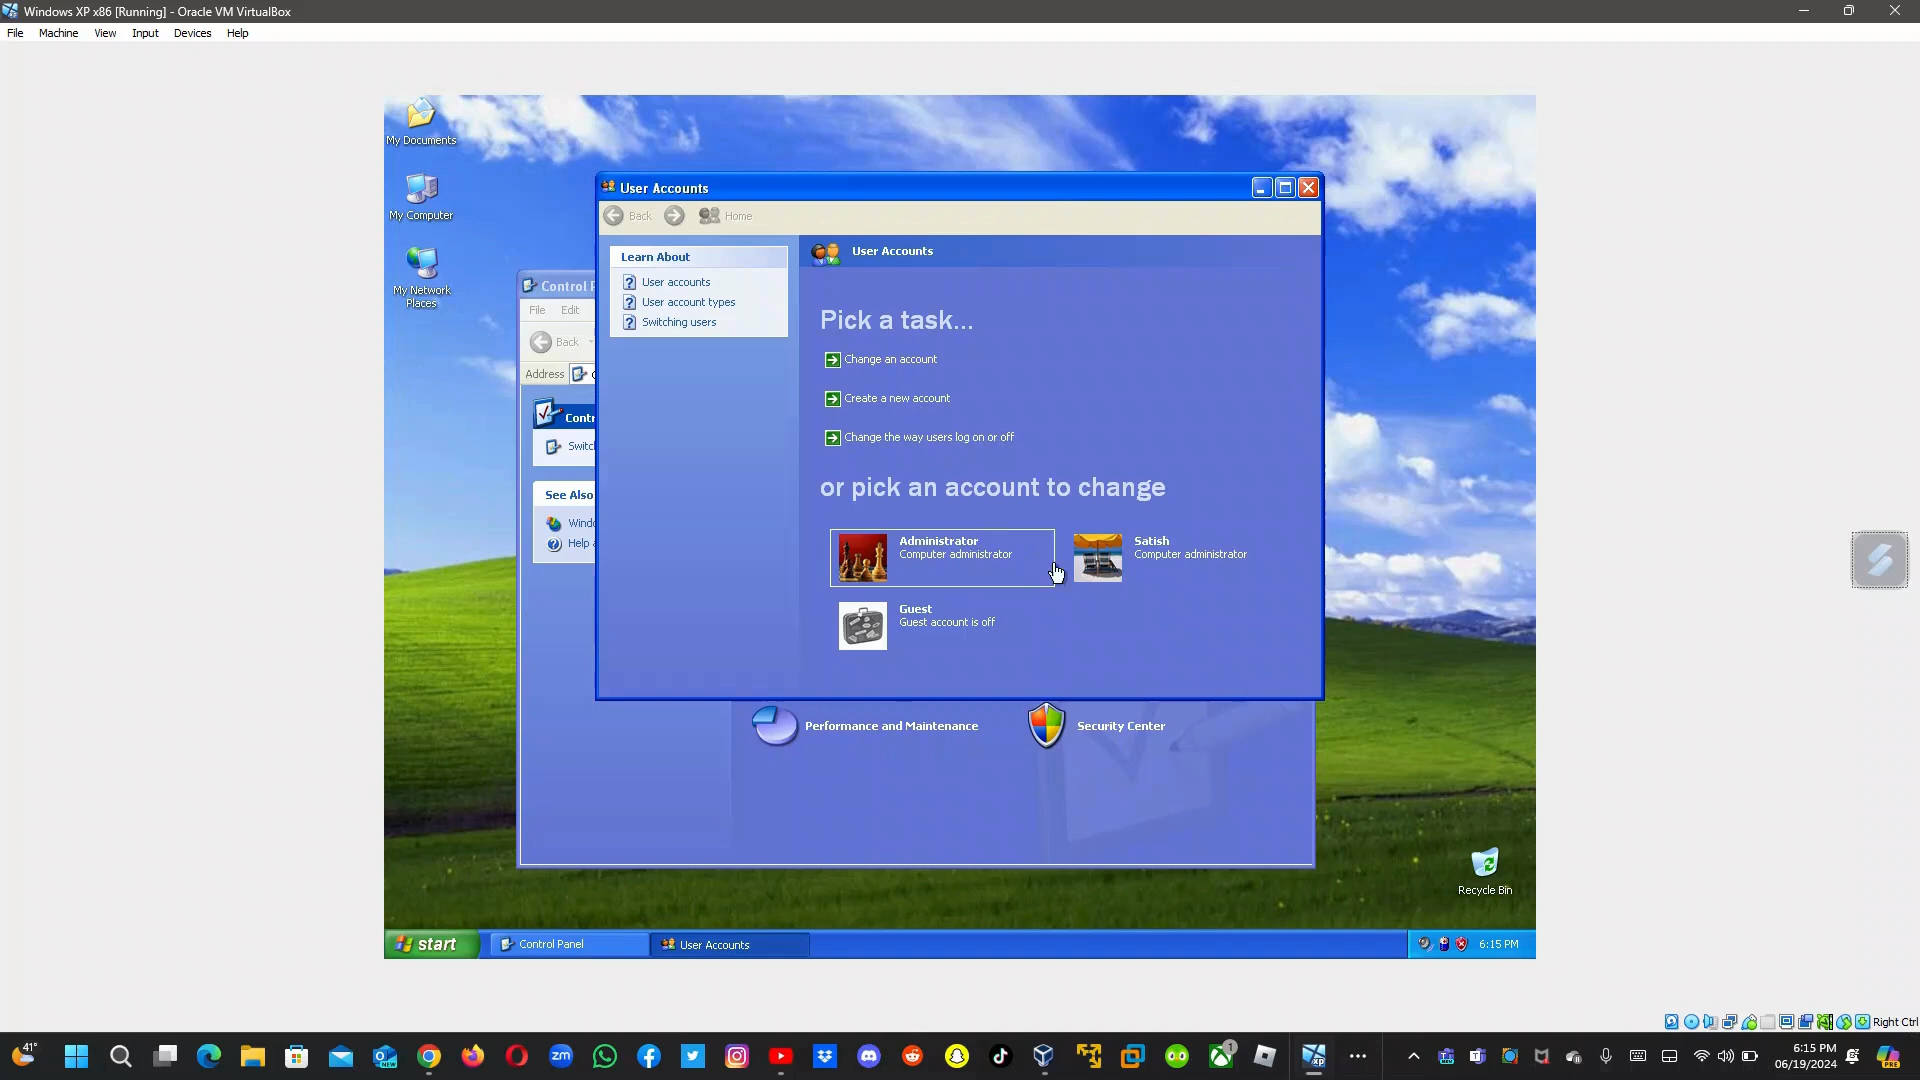 Windows XP x86 [Running] - Oracle VM VirtualBox
File Machine View Input Devices Help
My Documents
My Computer
My Network
Places
Control P
File Edit
Back
Address
Contr
Switch
See Also
Windo
Help a
User Accounts
Back Home
Learn About
User accounts
User account types
Switching users
User Accounts
Pick a task...
Change an account
Create a new account
Change the way users log on or off
or pick an account to change
Administrator
Computer administrator
Satish
Computer administrator
Guest
Guest account is off
Performance and Maintenance
Security Center
Recycle Bin
start Control Panel User Accounts 6:15 PM
Right Ctrl
41°
zm
1
xp
PRE
6:15 PM
06/19/2024